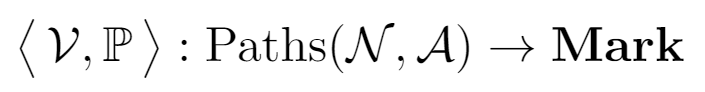 ⟨ 𝒱, ℙ ⟩ : Paths(𝒩, 𝒜) → **Mark**